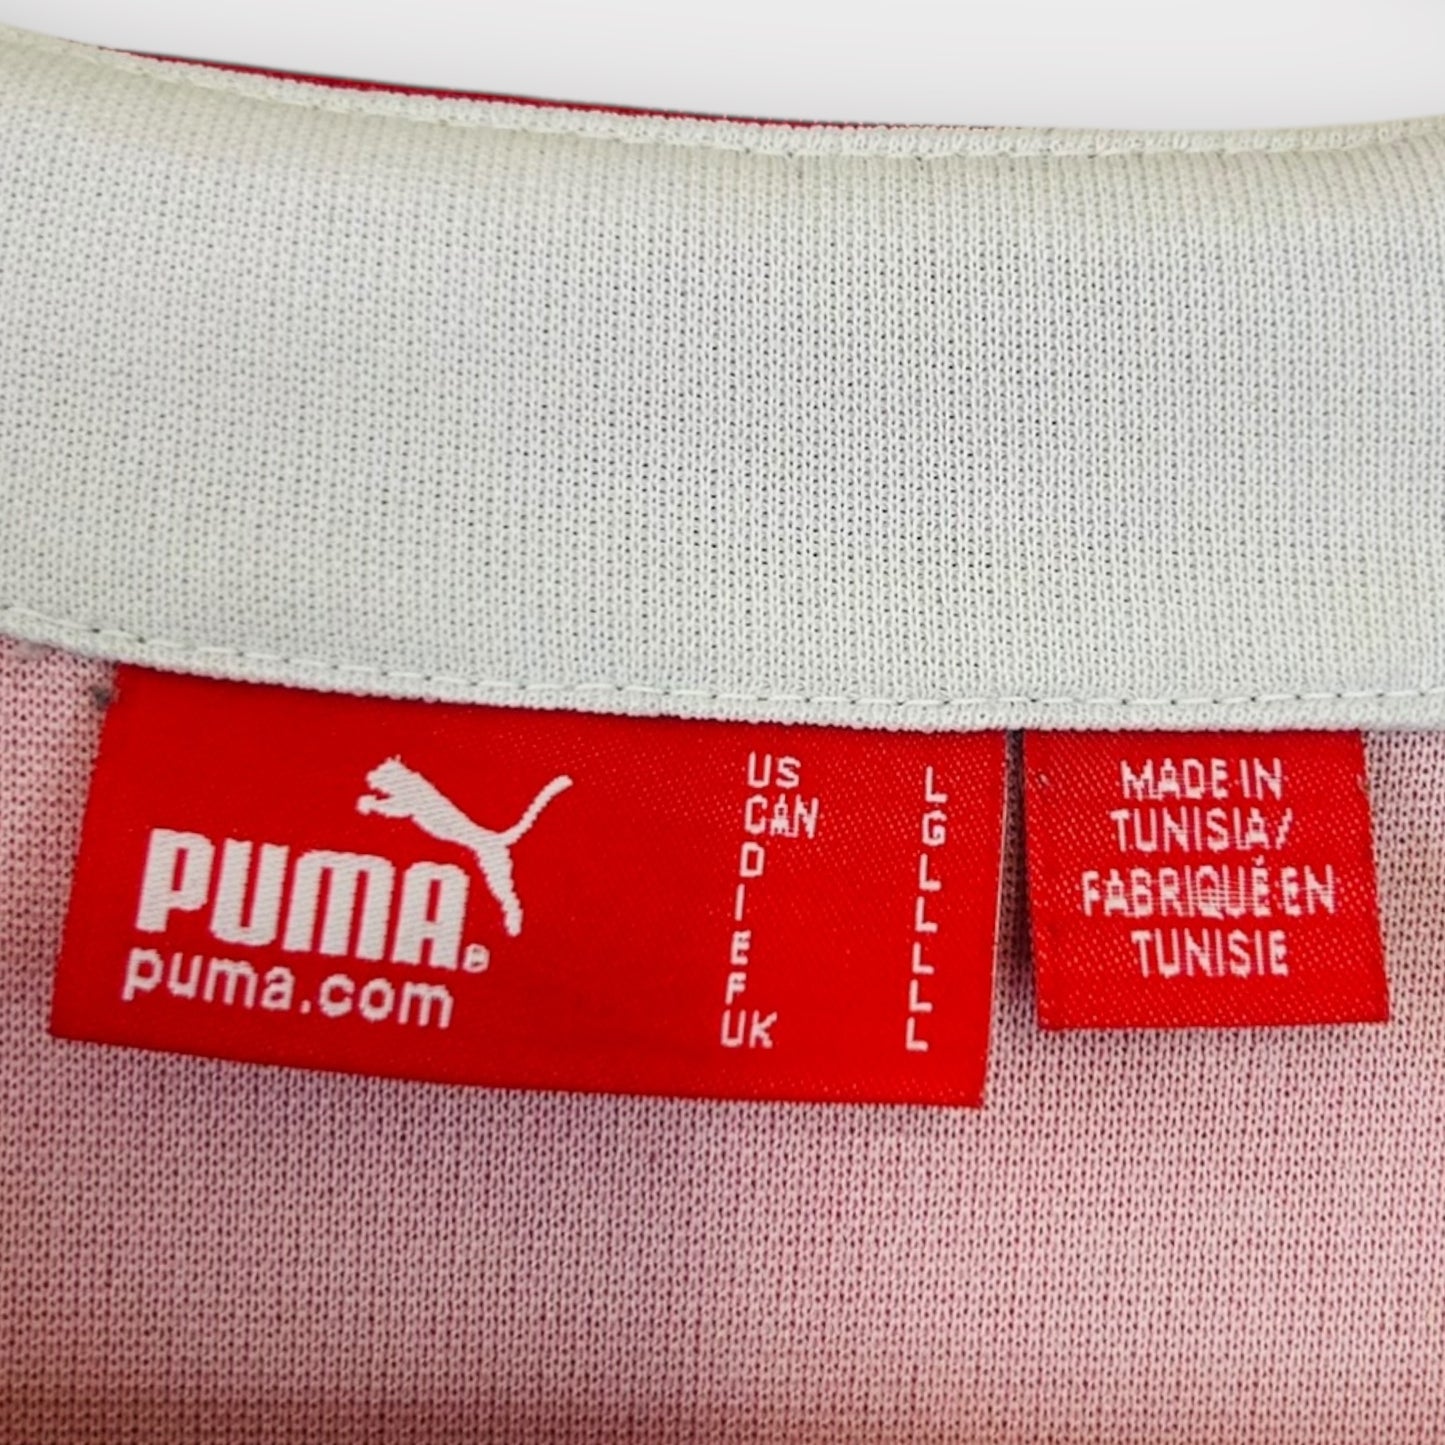 PUMA®
puma.com
US L
CAN G
D L
I L
E L
F L
UK L
MADE IN
TUNISIA/
FABRIQUÉ EN
TUNISIE